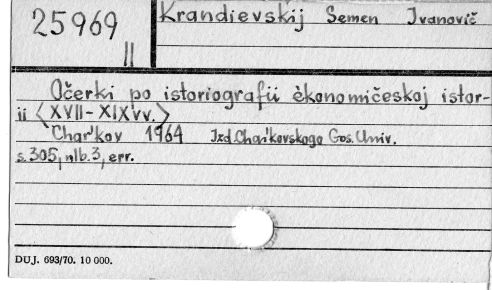 25969
II
Krandievskij Semen Ivanovič
Očerki po istoriografii èkonomičeskoj istor-
ii <XVII-XIXvv.>
Char'kov 1964 Izd. Char'kovskogo Gos. Univ.
s. 305, nlb. 3, err.
DUJ. 693/70. 10 000.